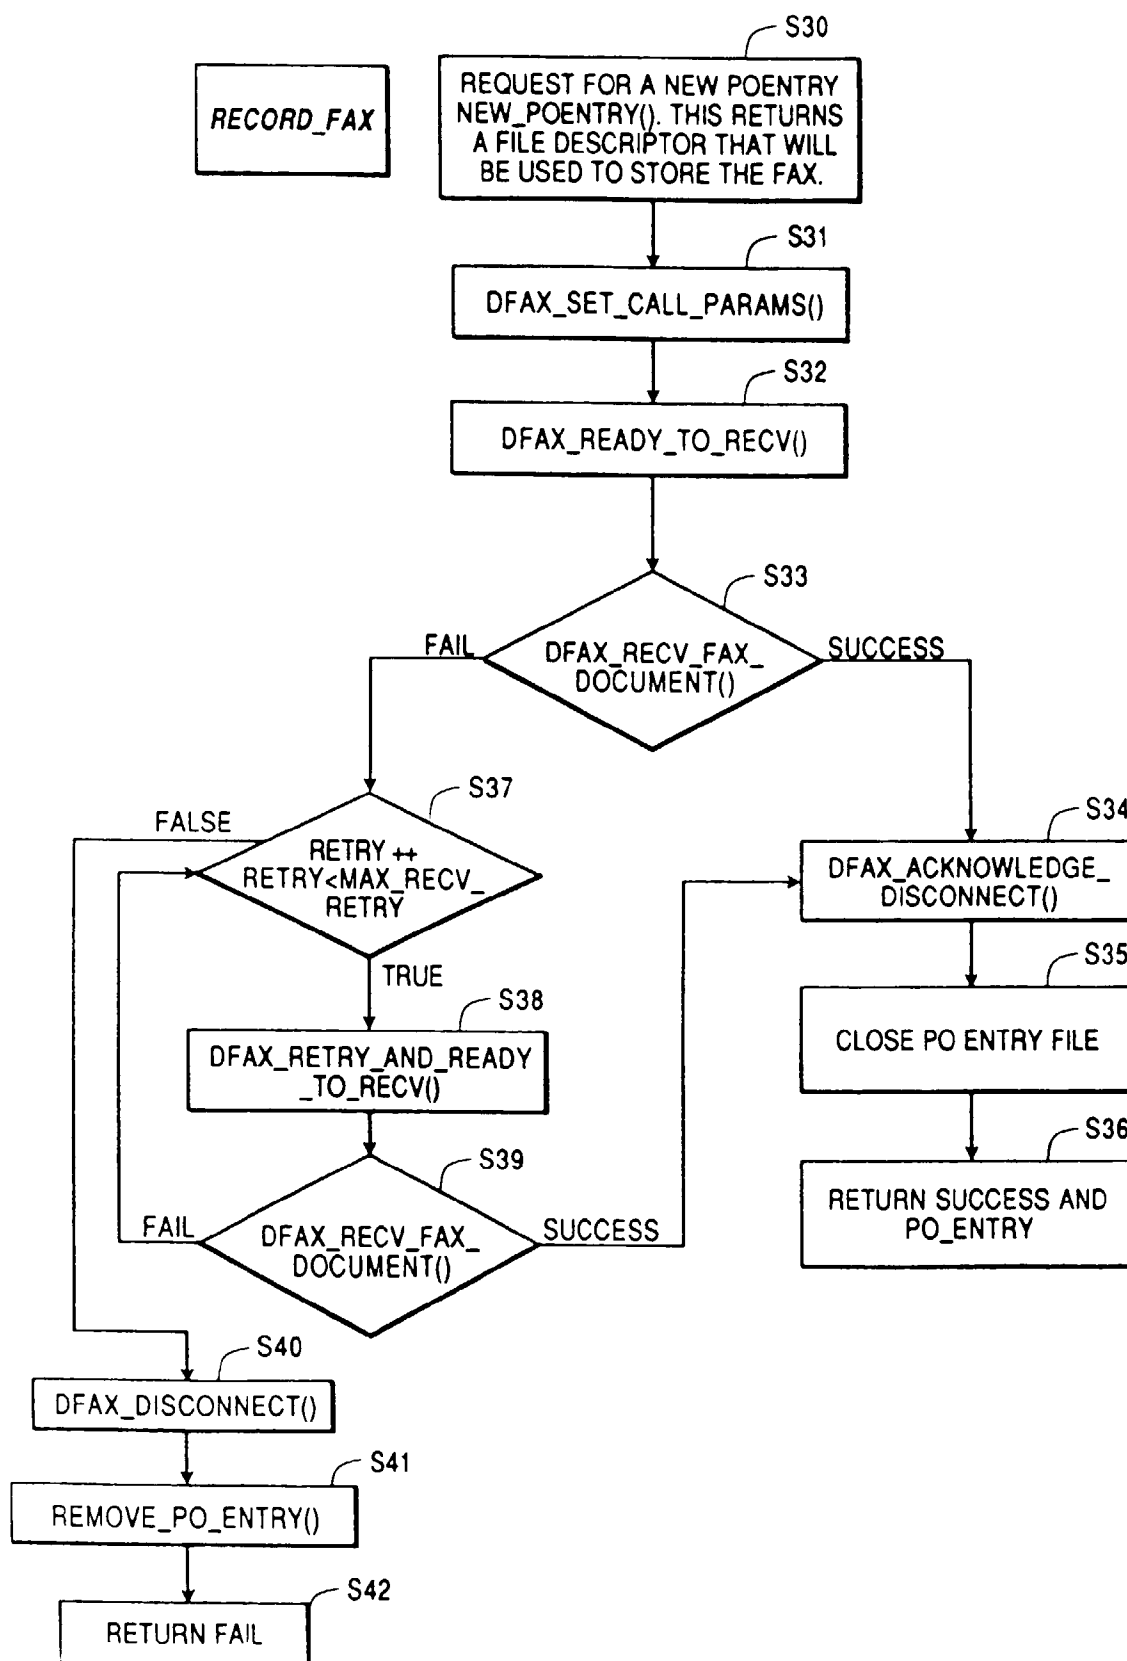 S30
RECORD_FAX
REQUEST FOR A NEW POENTRY
NEW_POENTRY(). THIS RETURNS
A FILE DESCRIPTOR THAT WILL
BE USED TO STORE THE FAX.
S31
DFAX_SET_CALL_PARAMS()
S32
DFAX_READY_TO_RECV()
S33
FAIL
DFAX_RECV_FAX_
DOCUMENT()
SUCCESS
S37
FALSE
RETRY ++
RETRY<MAX_RECV_
RETRY
TRUE
S34
DFAX_ACKNOWLEDGE_
DISCONNECT()
S35
CLOSE PO ENTRY FILE
S36
RETURN SUCCESS AND
PO_ENTRY
S38
DFAX_RETRY_AND_READY
_TO_RECV()
S39
FAIL
DFAX_RECV_FAX_
DOCUMENT()
SUCCESS
S40
DFAX_DISCONNECT()
S41
REMOVE_PO_ENTRY()
S42
RETURN FAIL